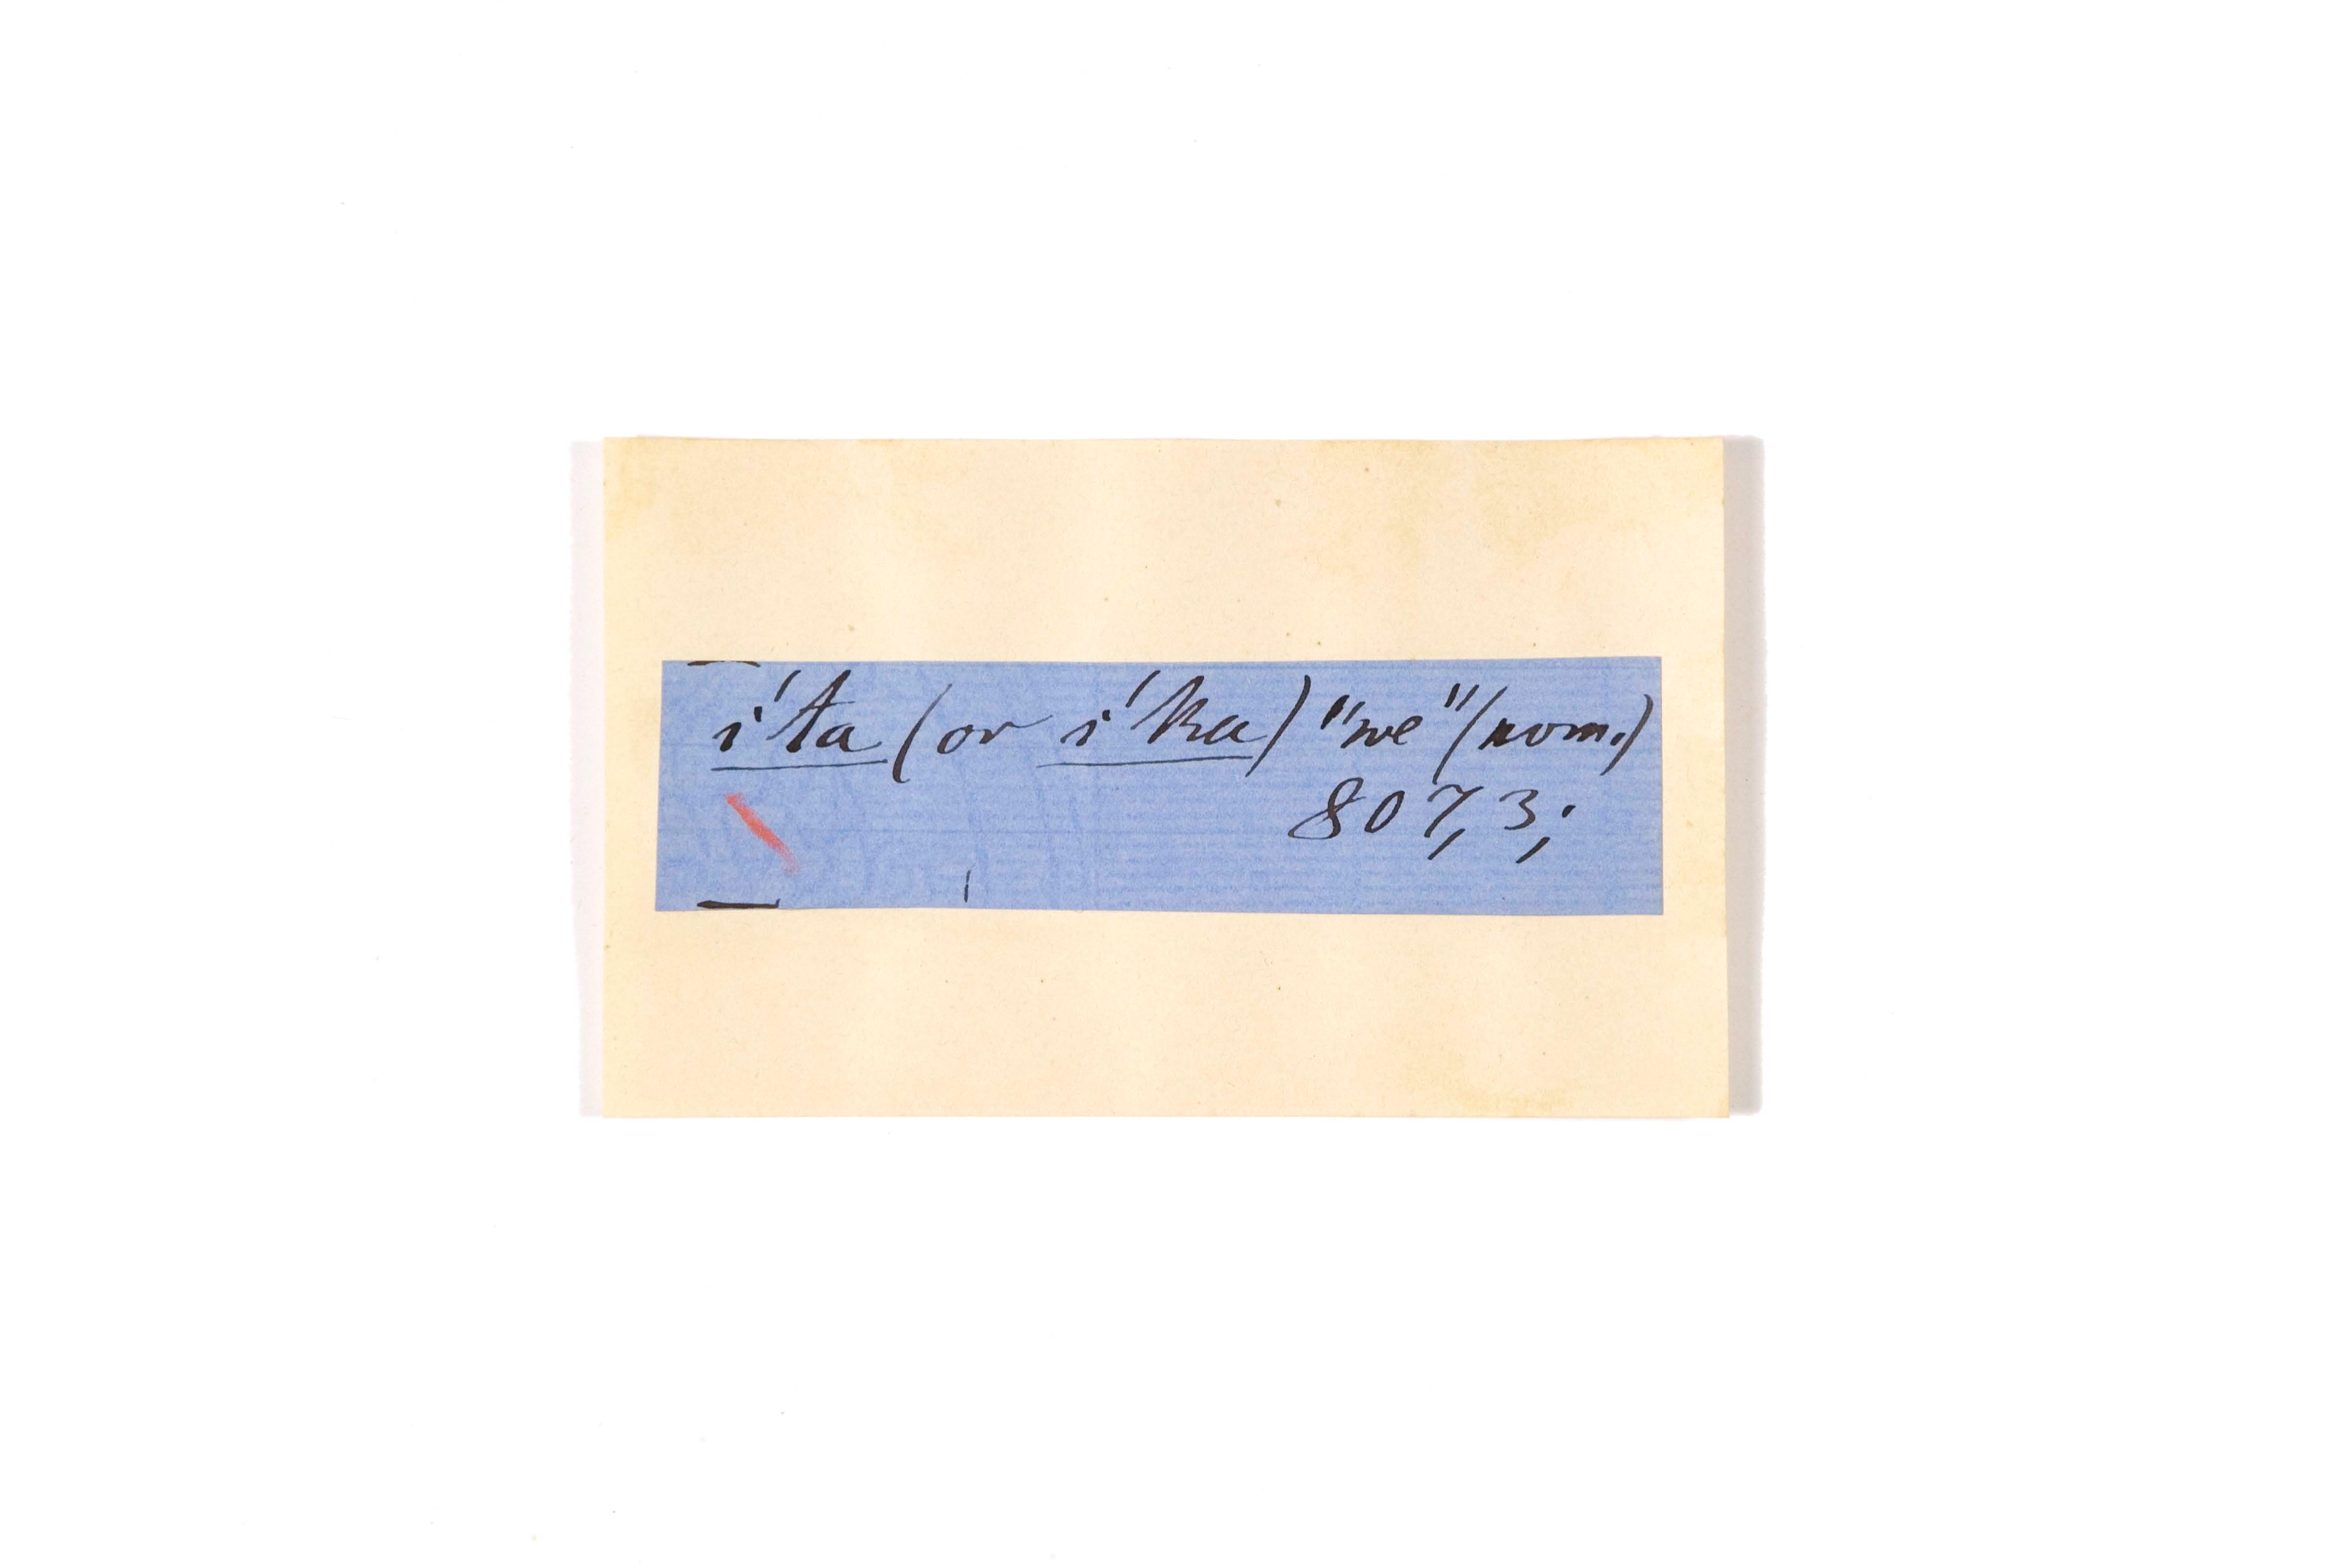 i'ta (or i'ka) "we" (nom.)
807,3;